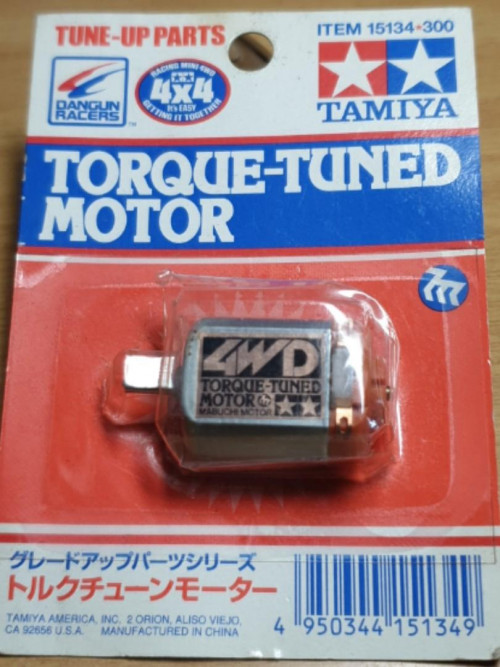 TUNE-UP PARTS
ITEM 15134★300
DANGUN
RACERS
TM
RACING MINI 4WD
4x4
It's EASY
GETTING IT TOGETHER
TAMIYA
TORQUE-TUNED
MOTOR
4WD
TORQUE-TUNED
MOTOR
MABUCHI MOTOR
グレードアップパーツシリーズ
トルクチューンモーター
TAMIYA AMERICA, INC. 2 ORION, ALISO VIEJO,
CA 92656 U.S.A. MANUFACTURED IN CHINA
4 950344 151349